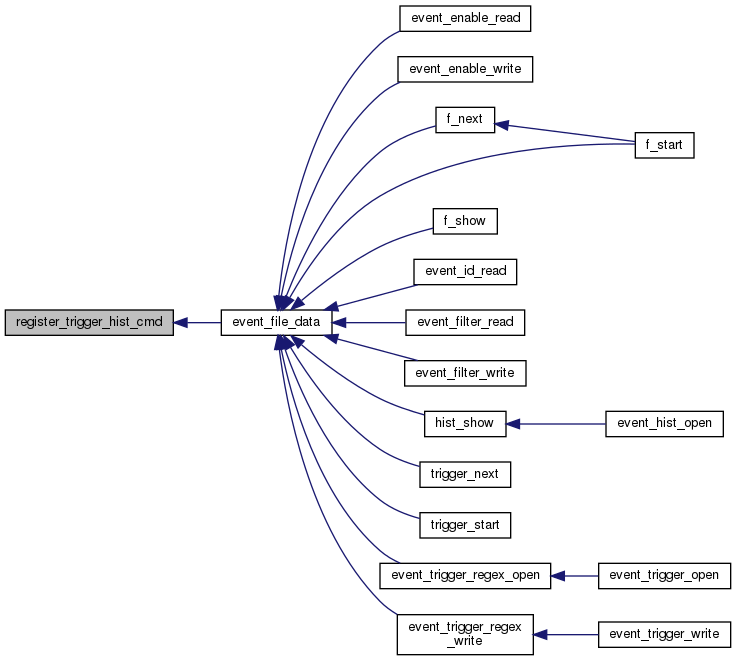 event_enable_read
event_enable_write
f_next
f_start
f_show
event_id_read
register_trigger_hist_cmd
event_file_data
event_filter_read
event_filter_write
hist_show
event_hist_open
trigger_next
trigger_start
event_trigger_regex_open
event_trigger_open
event_trigger_regex
_write
event_trigger_write